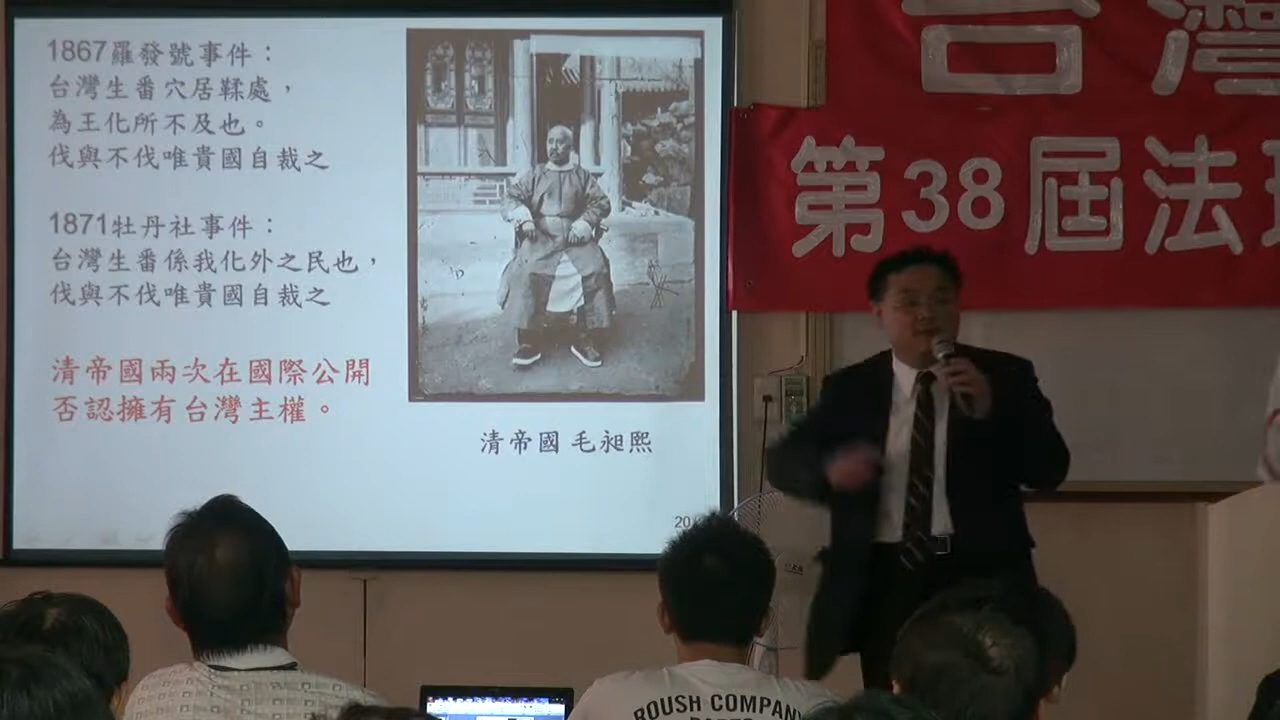 1867羅發號事件：
台灣生番穴居鞣處，
為王化所不及也。
伐與不伐唯貴國自裁之
1871牡丹社事件：
台灣生番係我化外之民也，
伐與不伐唯貴國自裁之
清帝國兩次在國際公開
否認擁有台灣主權。
清帝國 毛昶熙
20
台灣
第38屆法
ROUSH COMPANY